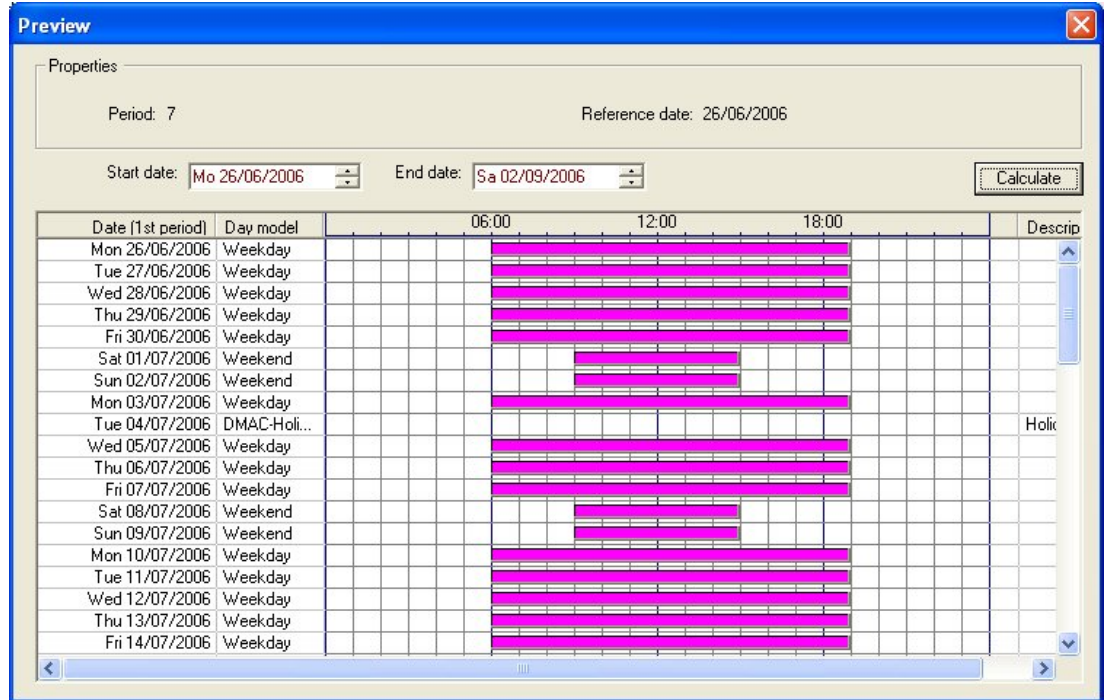 Preview
Properties
Period: 7 Reference date: 26/06/2006
Start date: Mo 26/06/2006 End date: Sa 02/09/2006 Calculate
Date (1st period) Day model 06:00 12:00 18:00 Descrip
Mon 26/06/2006 Weekday
Tue 27/06/2006 Weekday
Wed 28/06/2006 Weekday
Thu 29/06/2006 Weekday
Fri 30/06/2006 Weekday
Sat 01/07/2006 Weekend
Sun 02/07/2006 Weekend
Mon 03/07/2006 Weekday
Tue 04/07/2006 DMAC-Holi... Holid
Wed 05/07/2006 Weekday
Thu 06/07/2006 Weekday
Fri 07/07/2006 Weekday
Sat 08/07/2006 Weekend
Sun 09/07/2006 Weekend
Mon 10/07/2006 Weekday
Tue 11/07/2006 Weekday
Wed 12/07/2006 Weekday
Thu 13/07/2006 Weekday
Fri 14/07/2006 Weekday